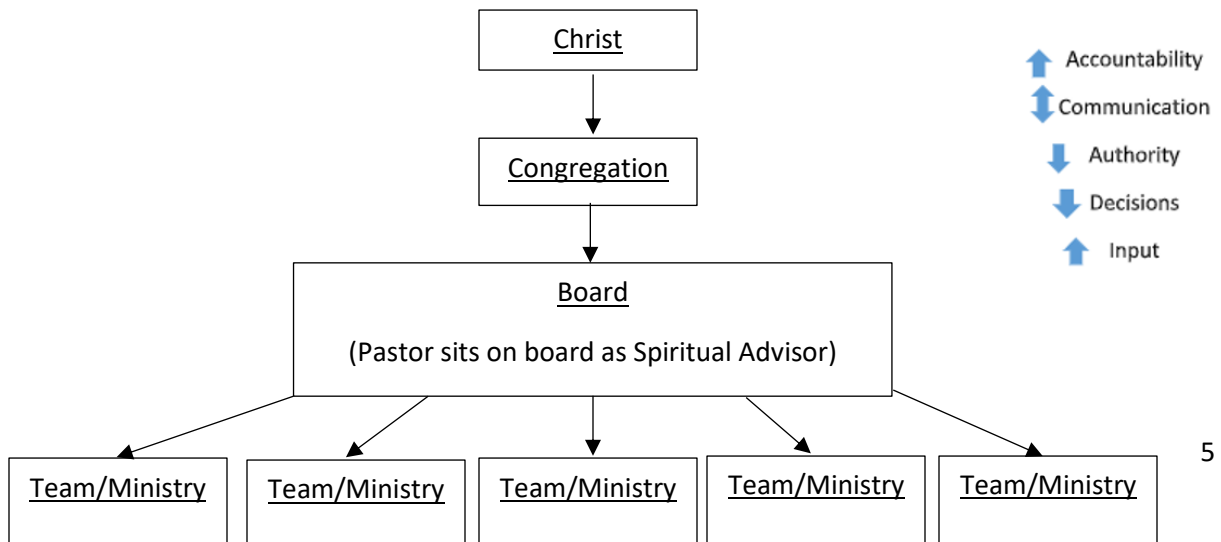 Christ
Accountability
Communication
Congregation
Authority
Decisions
Input
Board
(Pastor sits on board as Spiritual Advisor)
5
Team/Ministry Team/Ministry Team/Ministry Team/Ministry Team/Ministry